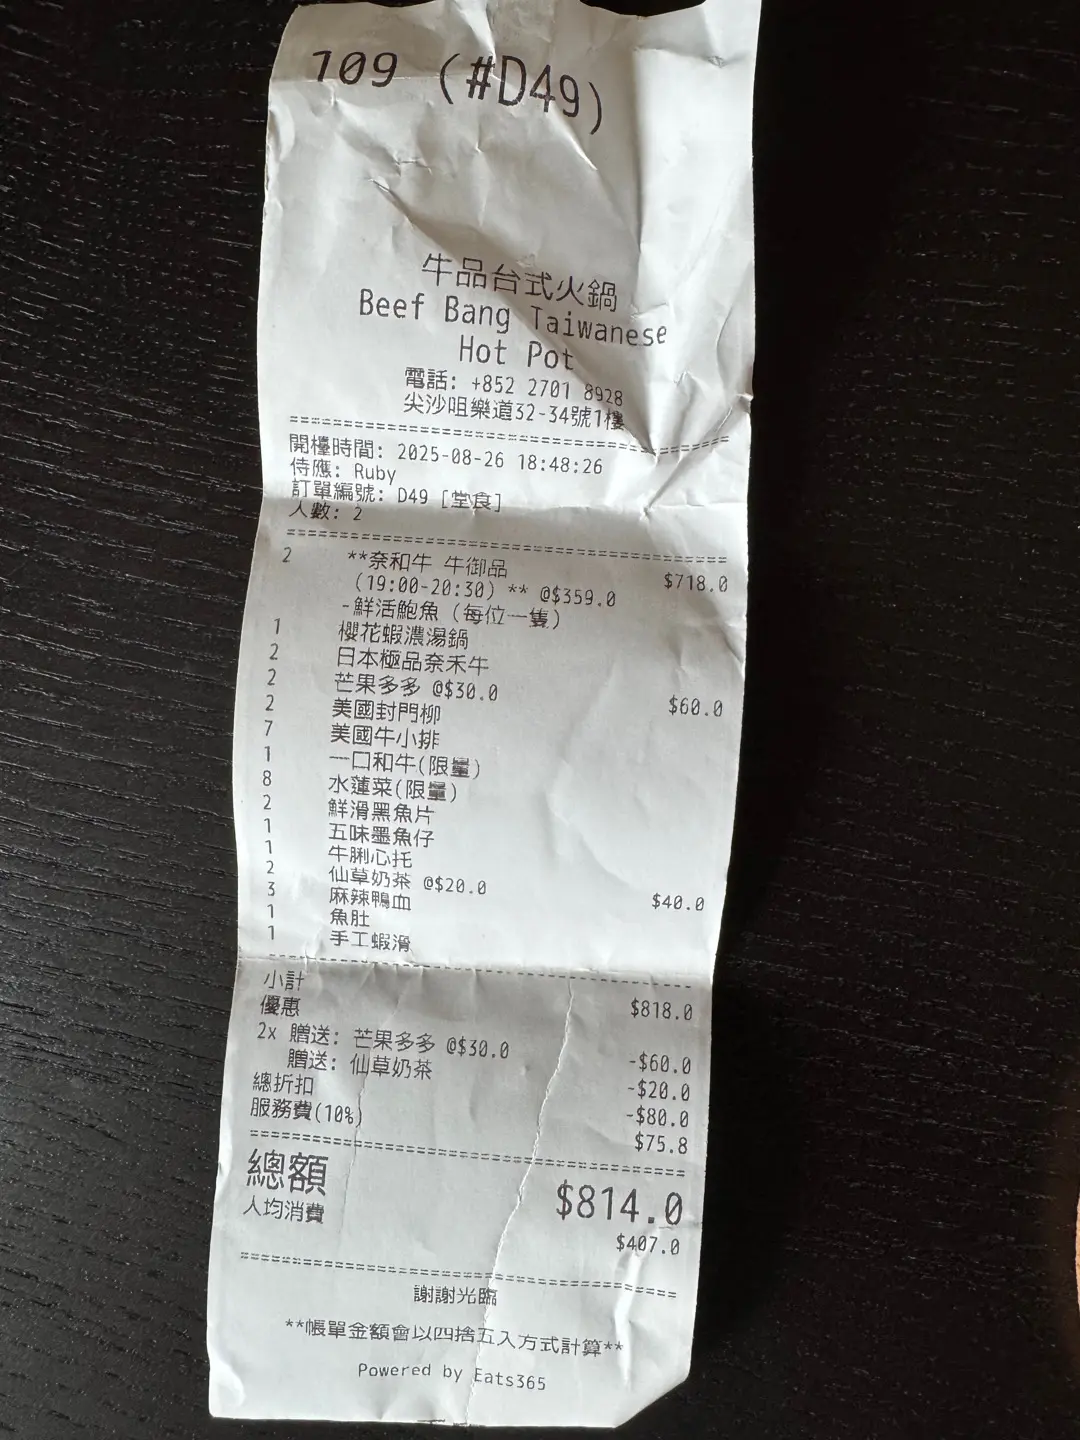 109 (#D49)
牛品台式火鍋
Beef Bang Taiwanese
Hot Pot
電話: +852 2701 8928
尖沙咀樂道32-34號1樓
開檯時間: 2025-08-26 18:48:26
侍應: Ruby
訂單編號: D49 [堂食]
人數: 2
2 **奈和牛 牛御品 $718.0
(19:00-20:30) ** @$359.0
-鮮活鮑魚 (每位一隻)
1 櫻花蝦濃湯鍋
2 日本極品奈禾牛
2 芒果多多 @$30.0 $60.0
2 美國封門柳
7 美國牛小排
1 一口和牛(限量)
8 水蓮菜(限量)
2 鮮滑黑魚片
1 五味墨魚仔
1 牛脷心托
2 仙草奶茶 @$20.0 $40.0
3 麻辣鴨血
1 魚肚
1 手工蝦滑
小計 $818.0
優惠
2x 贈送: 芒果多多 @$30.0 -$60.0
贈送: 仙草奶茶 -$20.0
總折扣 -$80.0
服務費(10%) $75.8
總額 $814.0
人均消費 $407.0
謝謝光臨
**帳單金額會以四捨五入方式計算**
Powered by Eats365